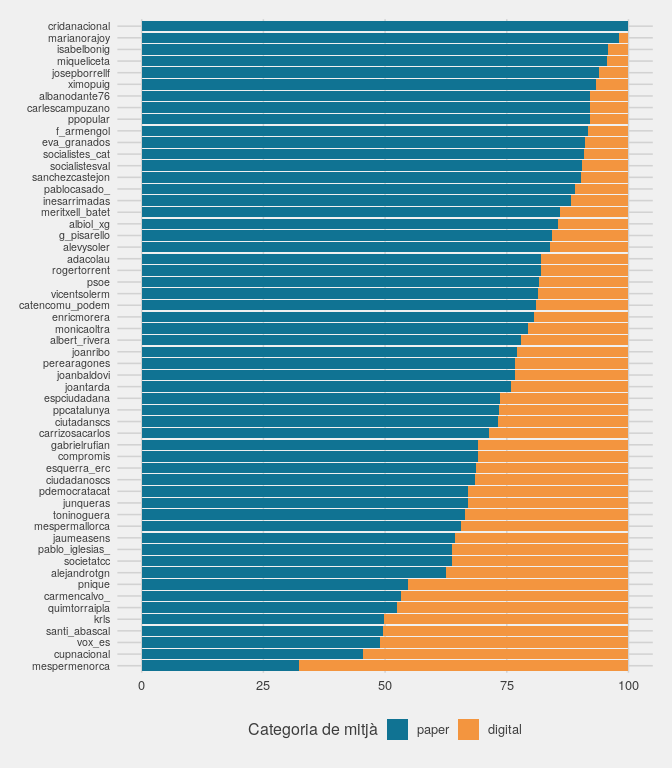 cridanacional
marianorajoy
isabelbonig
miqueliceta
josepborrellf
ximopuig
albanodante76
carlescampuzano
ppopular
f_armengol
eva_granados
socialistes_cat
socialistesval
sanchezcastejon
pablocasado_
inesarrimadas
meritxell_batet
albiol_xg
g_pisarello
alevysoler
adacolau
rogertorrent
psoe
vicentsolerm
catencomu_podem
enricmorera
monicaoltra
albert_rivera
joanribo
perearagones
joanbaldovi
joantarda
espciudadana
ppcatalunya
ciutadanscs
carrizosacarlos
gabrielrufian
compromis
esquerra_erc
ciudadanoscs
pdemocratacat
junqueras
toninoguera
mespermallorca
jaumeasens
pablo_iglesias_
societatcc
alejandrotgn
pnique
carmencalvo_
quimtorraipla
krls
santi_abascal
vox_es
cupnacional
mespermenorca
0 25 50 75 100
Categoria de mitjà paper digital